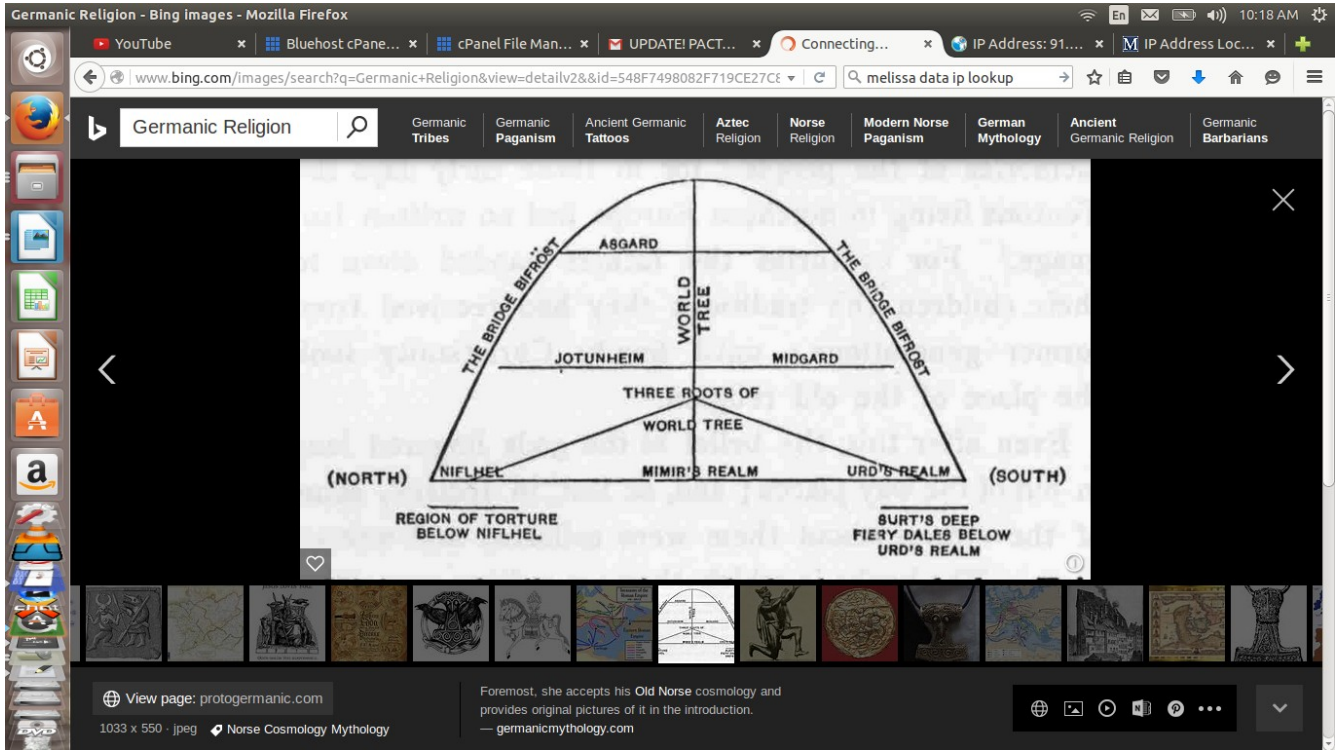 Germanic Religion - Bing images - Mozilla Firefox
En
10:18 AM
YouTube
Bluehost cPane...
cPanel File Man...
UPDATE! PACT...
Connecting...
IP Address: 91....
M IP Address Loc...
www.bing.com/images/search?q=Germanic+Religion&view=detailv2&&id=548F7498082F719CE27C8
melissa data ip lookup
Germanic Religion
Germanic Tribes
Germanic Paganism
Ancient Germanic Tattoos
Aztec Religion
Norse Religion
Modern Norse Paganism
German Mythology
Ancient Germanic Religion
Germanic Barbarians
ASGARD
THE BRIDGE BIFRÖST
THE BRIDGE BIFROST
WORLD TREE
JOTUNHEIM
MIDGARD
THREE ROOTS OF
WORLD TREE
(NORTH)
NIFLHEL
MIMIR'S REALM
URD'S REALM
(SOUTH)
REGION OF TORTURE
BELOW NIFLHEL
SURT'S DEEP
FIERY DALES BELOW
URD'S REALM
View page: protogermanic.com
1033 x 550 · jpeg
Norse Cosmology Mythology
Foremost, she accepts his Old Norse cosmology and
provides original pictures of it in the introduction.
— germanicmythology.com